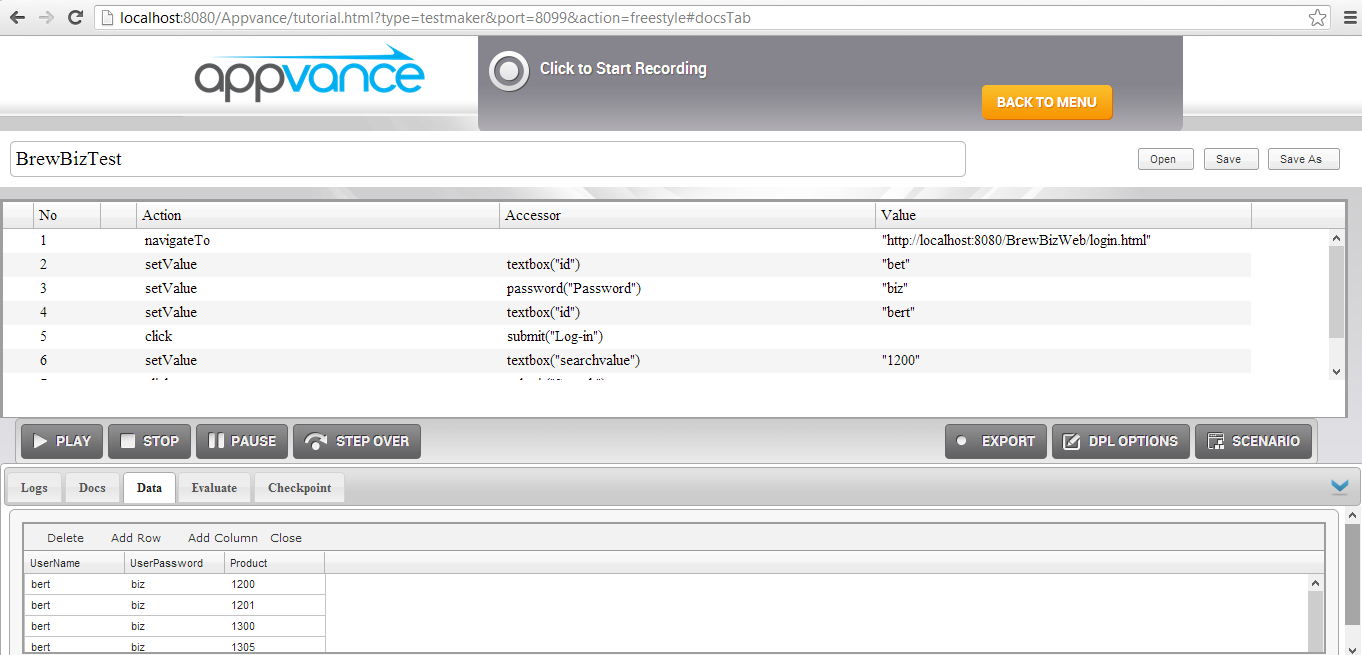 localhost:8080/Appvance/tutorial.html?type=testmaker&port=8099&action=freestyle#docsTab
appvance
Click to Start Recording
BACK TO MENU
BrewBizTest
Open Save Save As
No Action Accessor Value
1 navigateTo "http://localhost:8080/BrewBizWeb/login.html"
2 setValue textbox("id") "bet"
3 setValue password("Password") "biz"
4 setValue textbox("id") "bert"
5 click submit("Log-in")
6 setValue textbox("searchvalue") "1200"
PLAY STOP PAUSE STEP OVER EXPORT DPL OPTIONS SCENARIO
Logs Docs Data Evaluate Checkpoint
Delete Add Row Add Column Close
UserName UserPassword Product
bert biz 1200
bert biz 1201
bert biz 1300
bert biz 1305